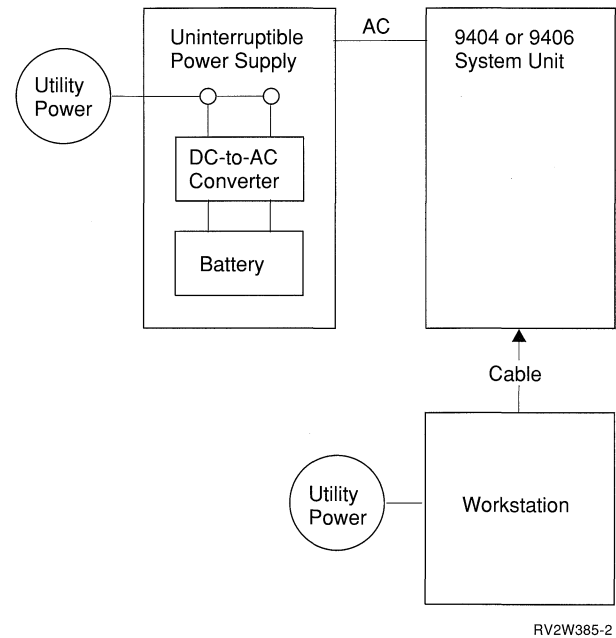 Uninterruptible
Power Supply
AC
9404 or 9406
System Unit
Utility
Power
DC-to-AC
Converter
Battery
Cable
Utility
Power
Workstation
RV2W385-2